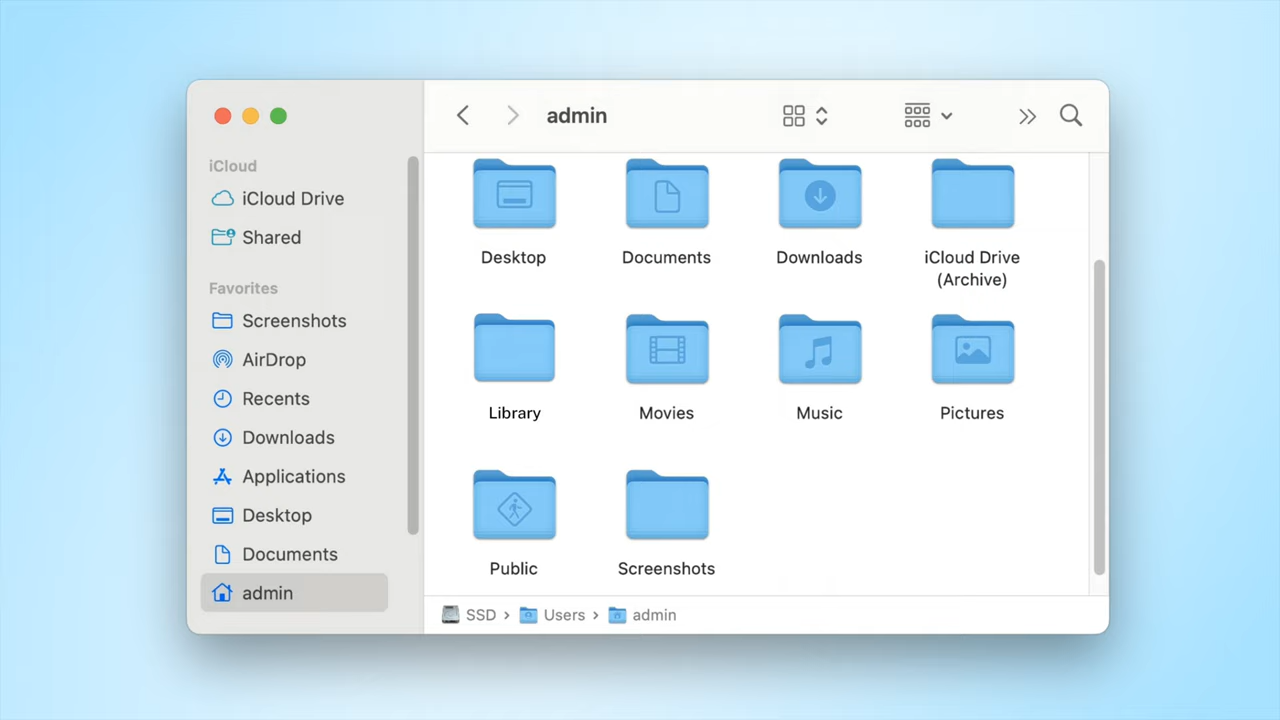 admin
iCloud
iCloud Drive
Shared
Favorites
Screenshots
AirDrop
Recents
Downloads
Applications
Desktop
Documents
admin
Desktop
Documents
Downloads
iCloud Drive
(Archive)
Library
Movies
Music
Pictures
Public
Screenshots
SSD › Users › admin